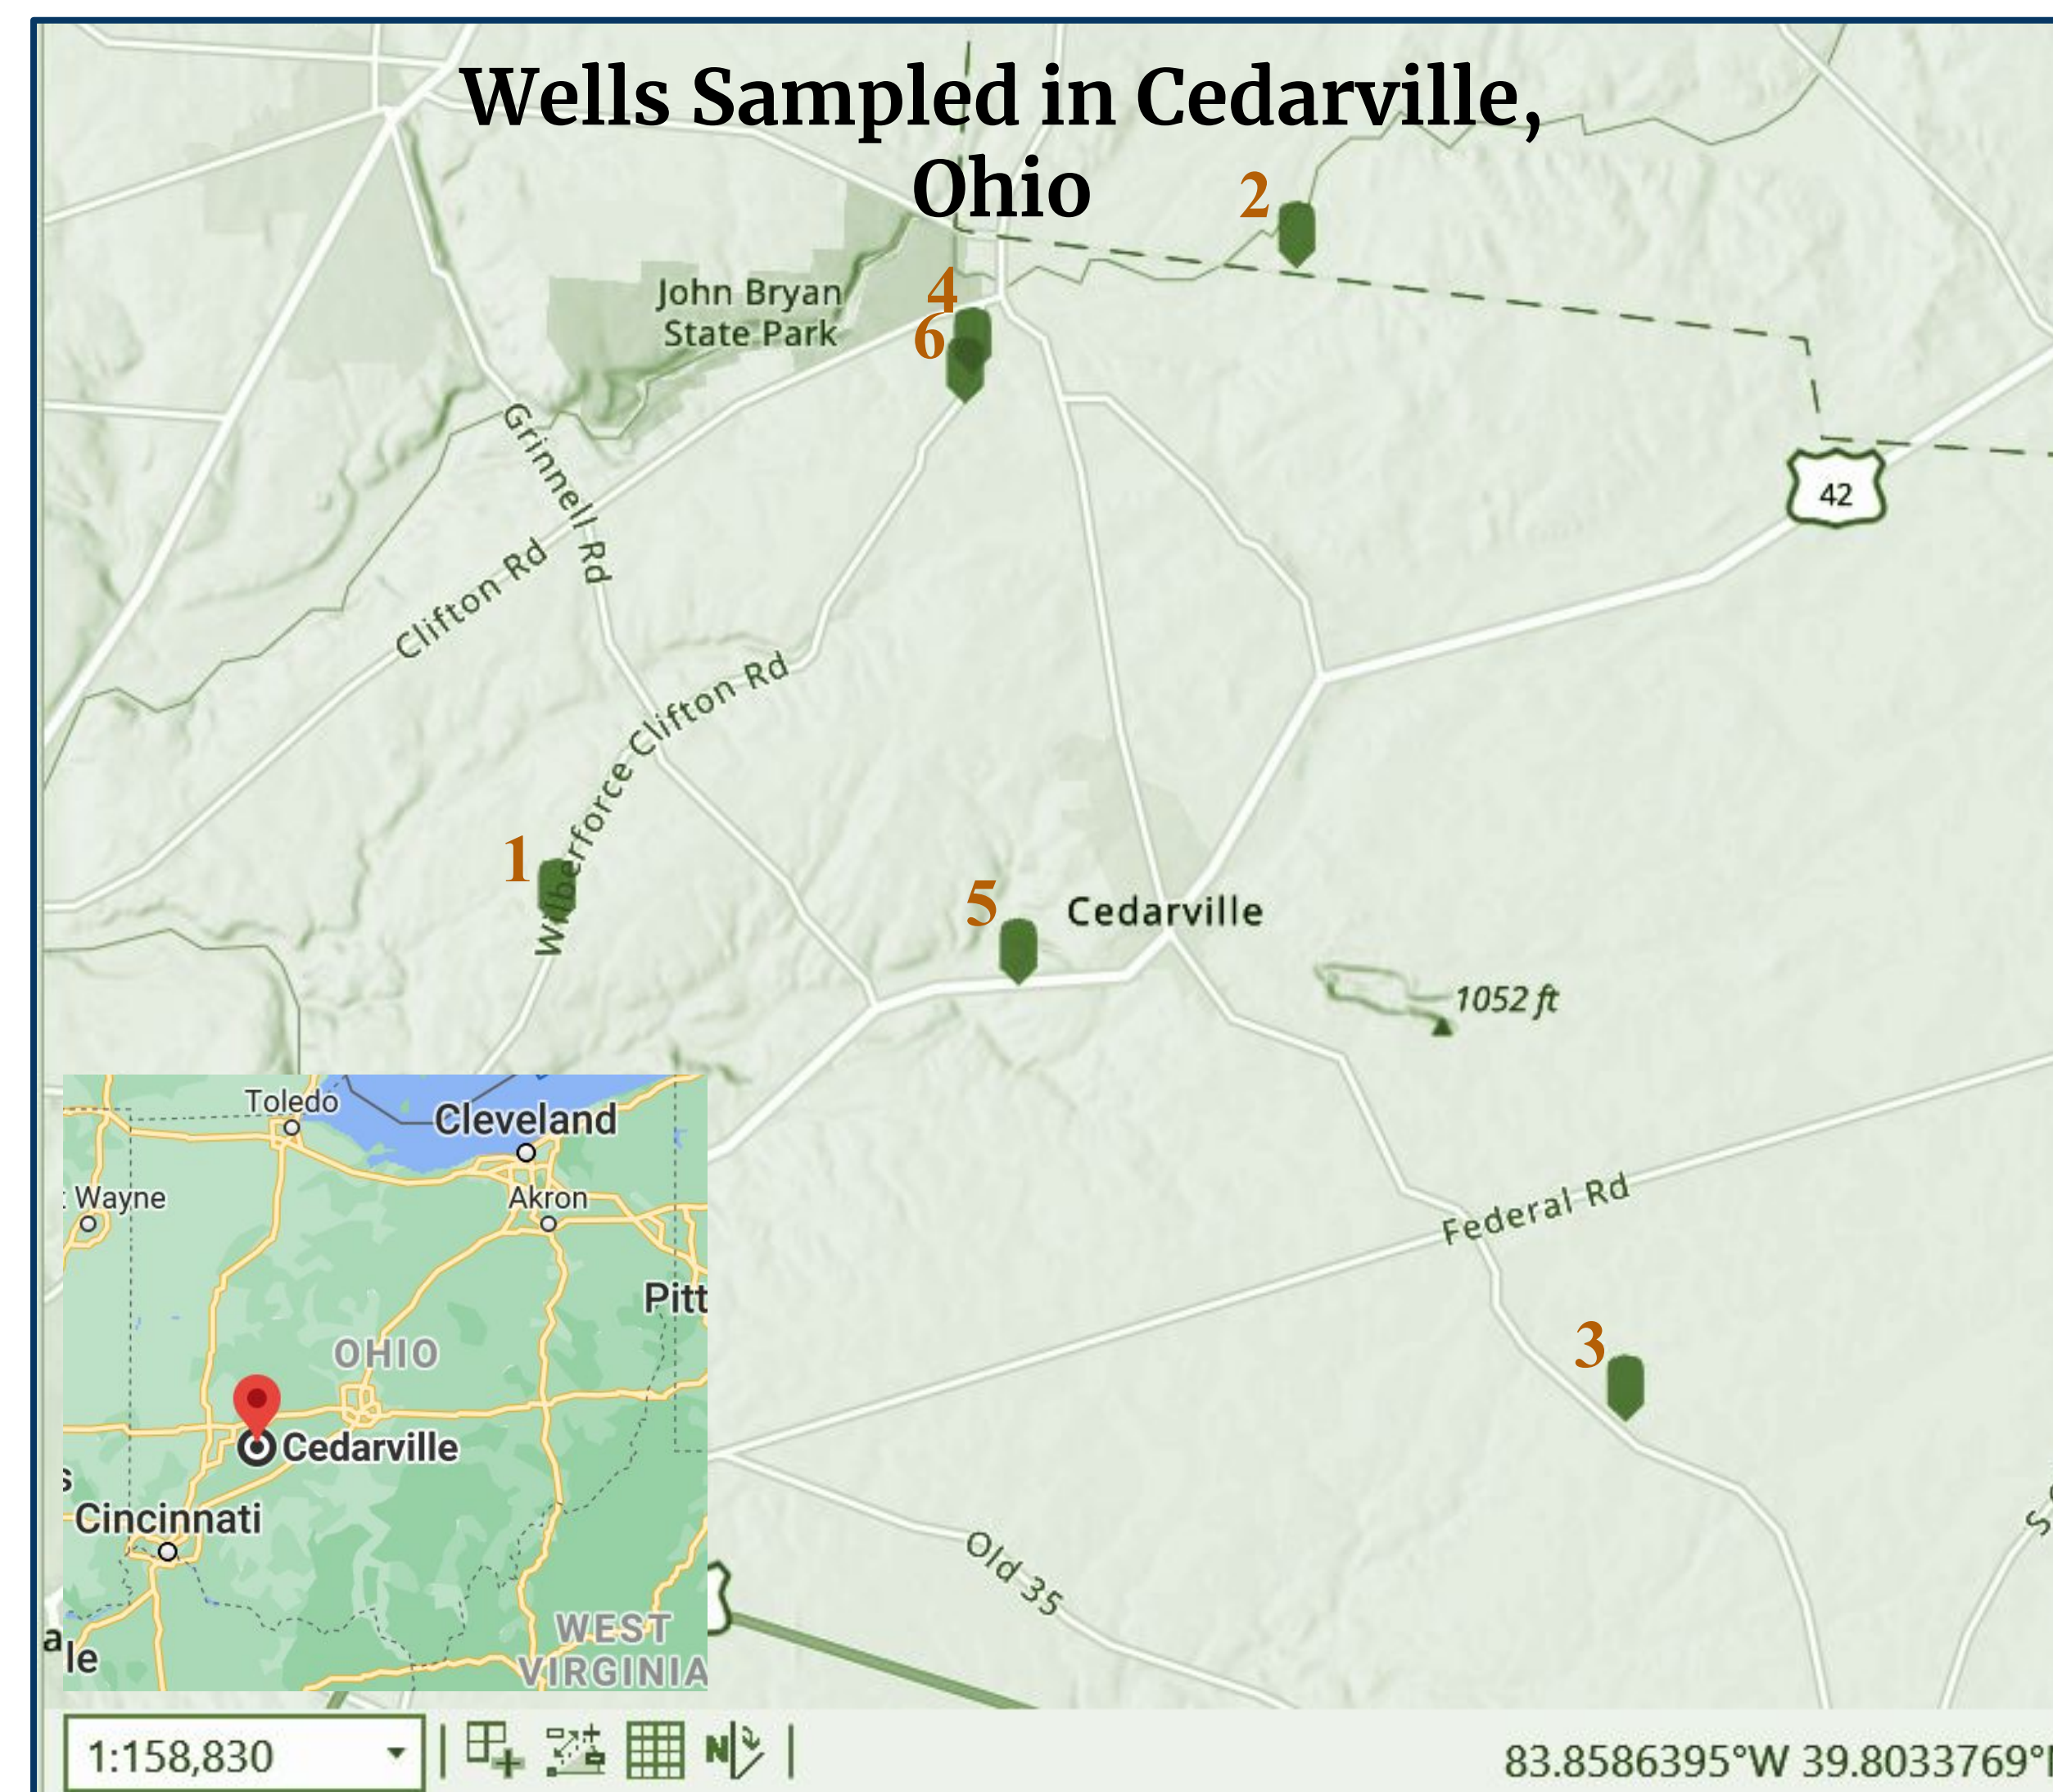 Wells Sampled in Cedarville,
Ohio
2
4
6
John Bryan
State Park
42
Grinnell Rd
Clifton Rd
Wilberforce Clifton Rd
1
5
Cedarville
1052 ft
Federal Rd
3
Old 35
Toledo
Cleveland
Wayne
Akron
Pitt
OHIO
Cedarville
Cincinnati
WEST
VIRGINIA
le
S
1:158,830
N
83.8586395°W 39.8033769°